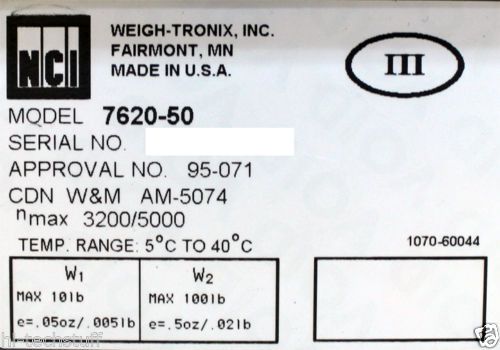 NCI
WEIGH-TRONIX, INC.
FAIRMONT, MN
MADE IN U.S.A.
III
MODEL 7620-50
SERIAL NO.
APPROVAL NO. 95-071
CDN W&M AM-5074
nmax 3200/5000
TEMP. RANGE: 5°C TO 40°C
1070-60044
W1
MAX 10lb
e=.05oz/.005lb
W2
MAX 100lb
e=.5oz/.02lb
hi-techstuff